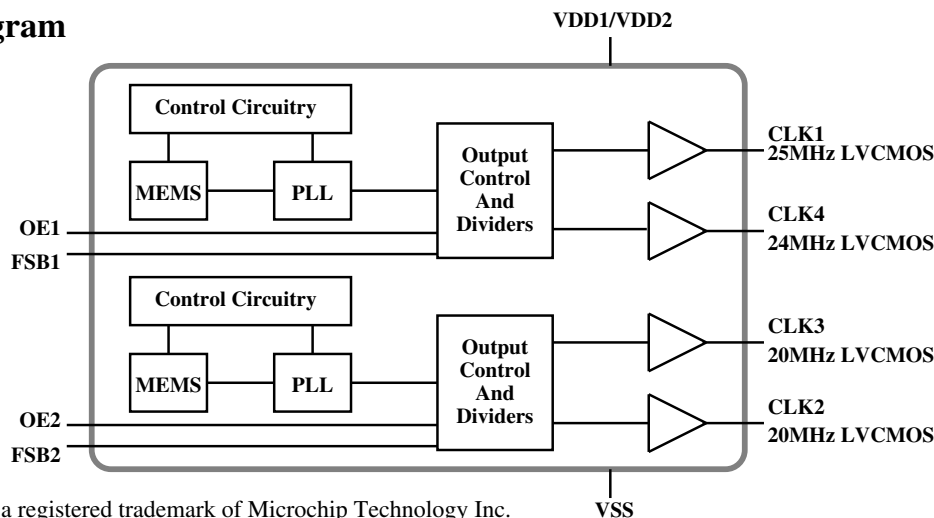 gram
VDD1/VDD2
Control Circuitry
MEMS
PLL
Output
Control
And
Dividers
CLK1
25MHz LVCMOS
CLK4
24MHz LVCMOS
OE1
FSB1
Control Circuitry
MEMS
PLL
Output
Control
And
Dividers
CLK3
20MHz LVCMOS
CLK2
20MHz LVCMOS
OE2
FSB2
a registered trademark of Microchip Technology Inc.
VSS